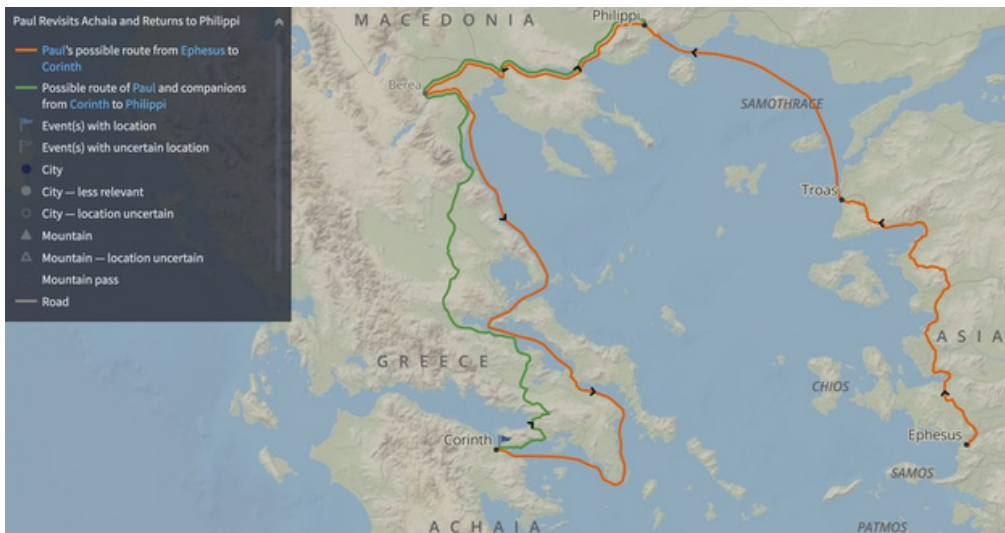 Paul Revisits Achaia and Returns to Philippi
Paul's possible route from Ephesus to
Corinth
Possible route of Paul and companions
from Corinth to Philippi
Event(s) with location
Event(s) with uncertain location
City
City — less relevant
City — location uncertain
Mountain
Mountain — location uncertain
Mountain pass
Road
MACEDONIA
Philippi
Berea
SAMOTHRACE
Troas
ASIA
GREECE
CHIOS
Corinth
Ephesus
SAMOS
ACHAIA
PATMOS